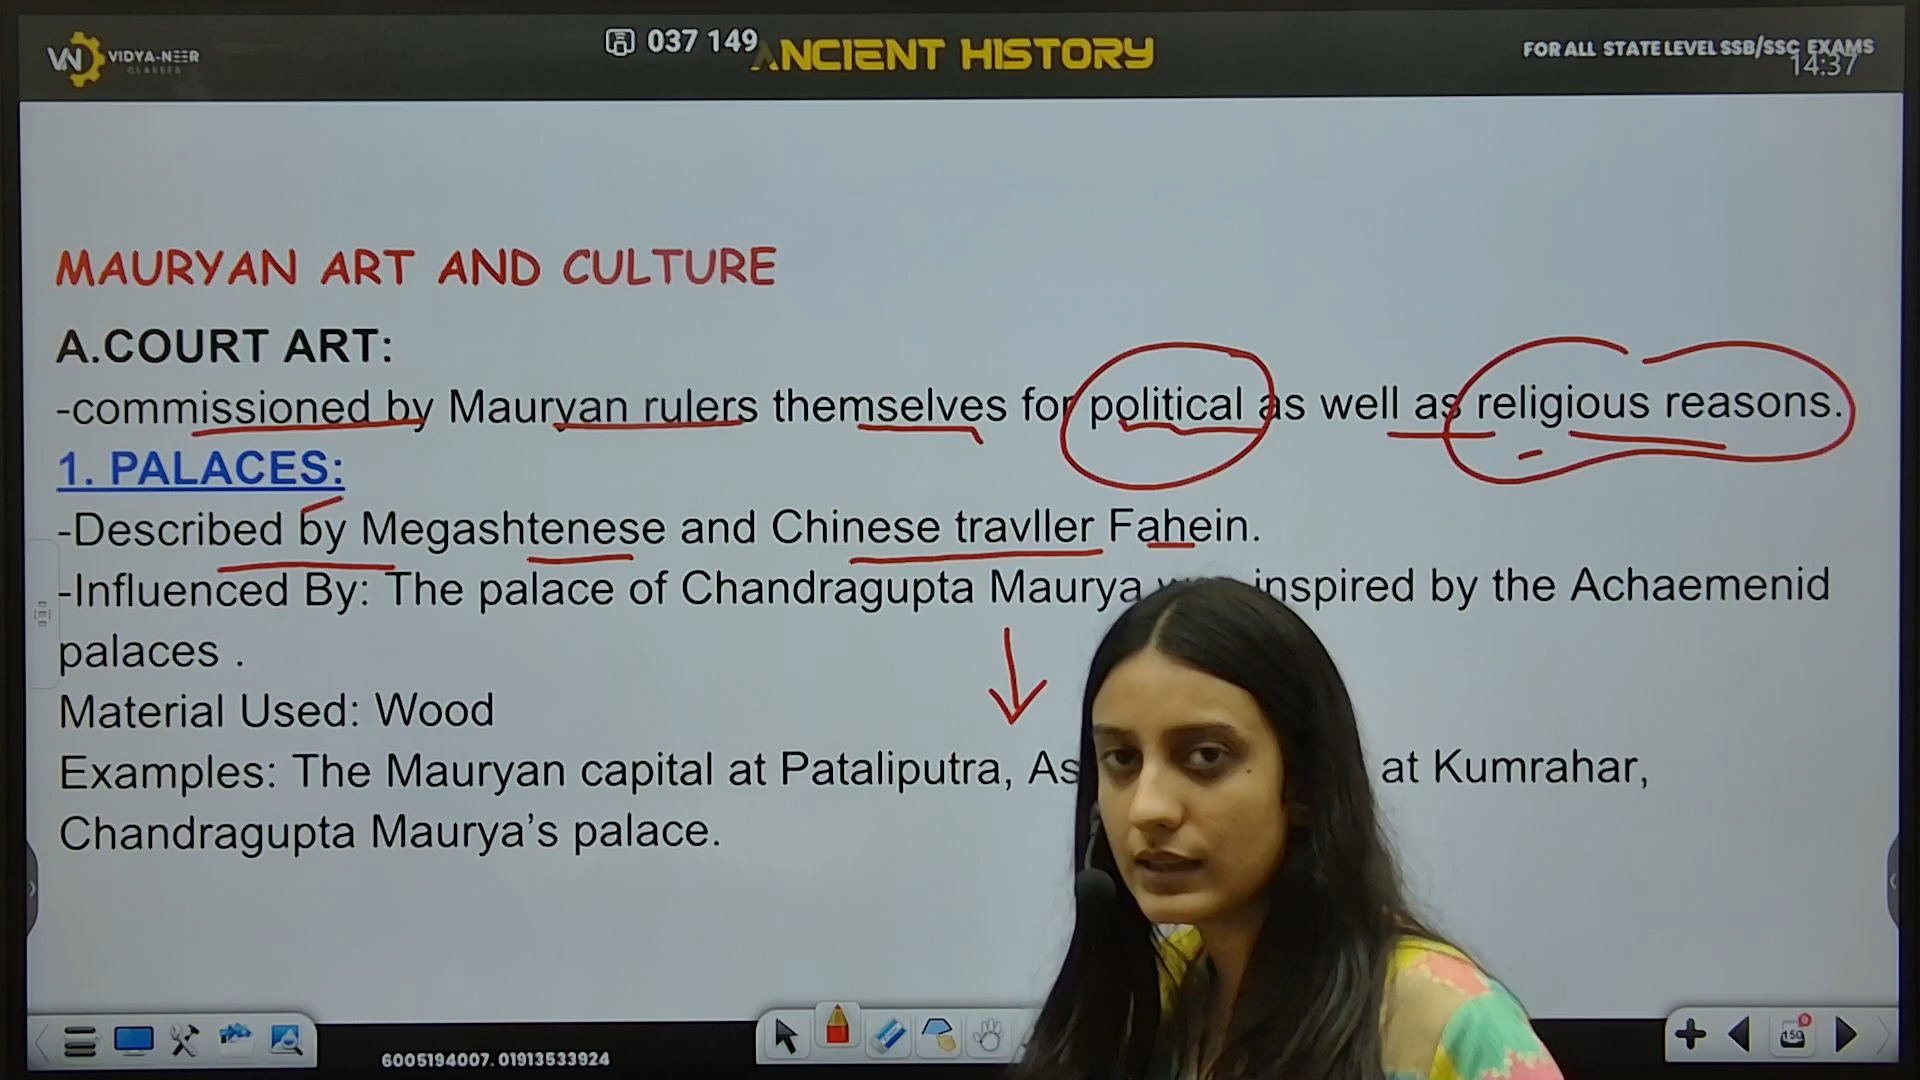 VN VIDYA-NEER
CLASSES
037 149
ANCIENT HISTORY
FOR ALL STATE LEVEL SSB/SSC EXAMS
14:37
MAURYAN ART AND CULTURE
A.COURT ART:
-commissioned by Mauryan rulers themselves for political as well as religious reasons.
1. PALACES:
-Described by Megashtenese and Chinese travller Fahein.
-Influenced By: The palace of Chandragupta Maurya inspired by the Achaemenid
palaces .
Material Used: Wood
Examples: The Mauryan capital at Pataliputra, As at Kumrahar,
Chandragupta Maurya’s palace.
6005194007. 01913533924
150